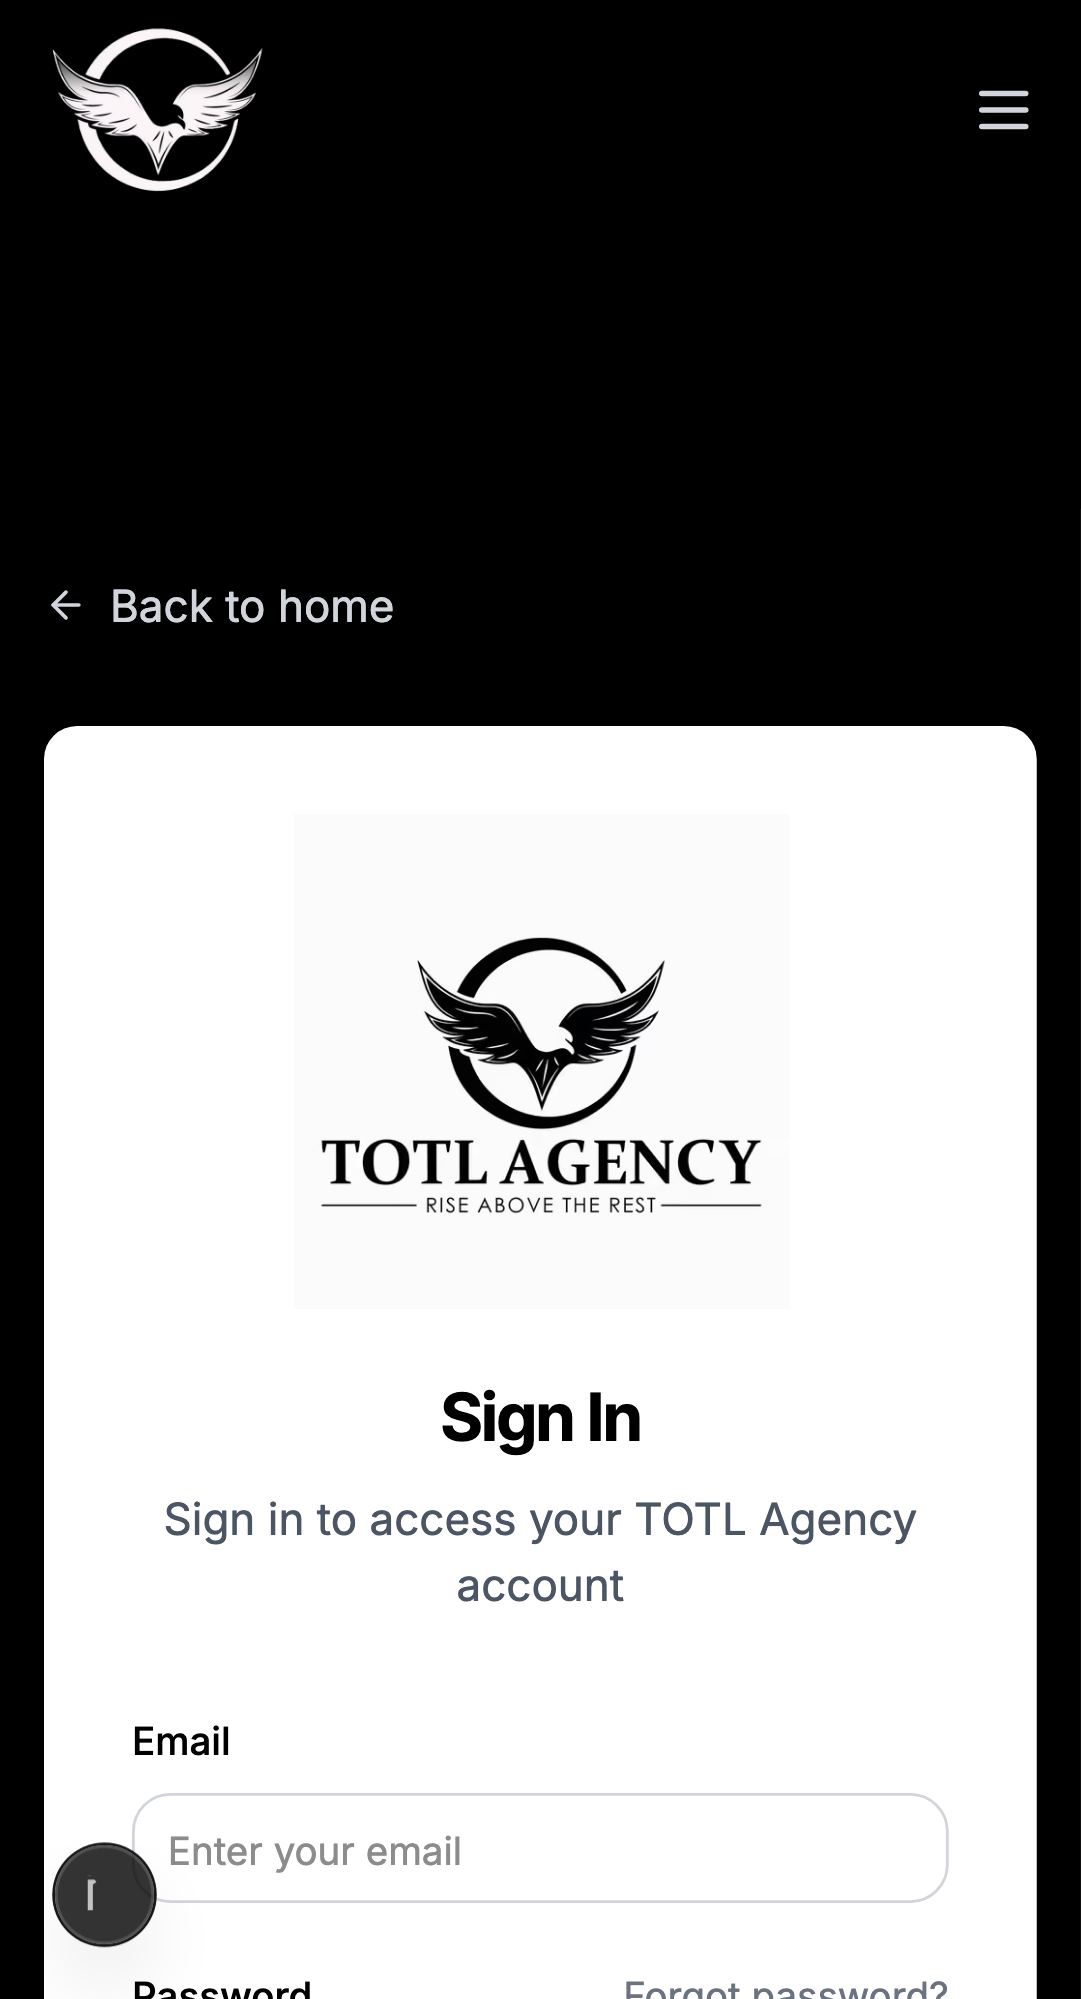 Back to home
TOTL AGENCY
RISE ABOVE THE REST
Sign In
Sign in to access your TOTL Agency
account
Email
Enter your email
Password
Forgot password?